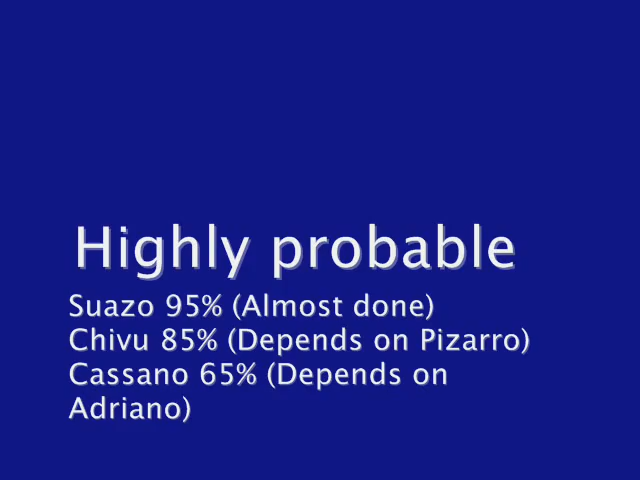 Highly probable
Suazo 95% (Almost done)
Chivu 85% (Depends on Pizarro)
Cassano 65% (Depends on
Adriano)